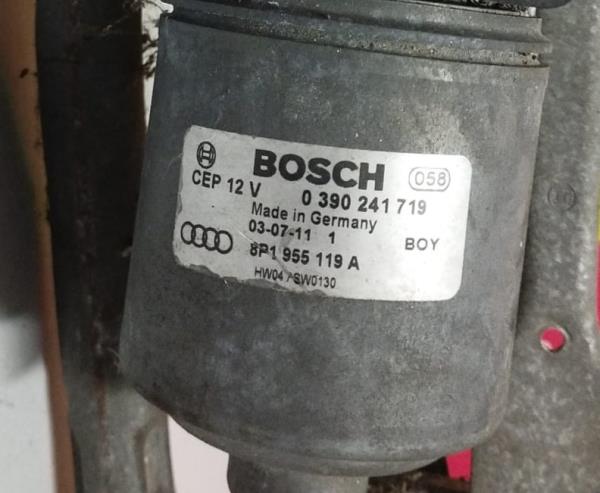 BOSCH 058
CEP 12 V 0 390 241 719
Made in Germany
03-07-11 1 BOY
8P1 955 119 A
HW04 / SW0130